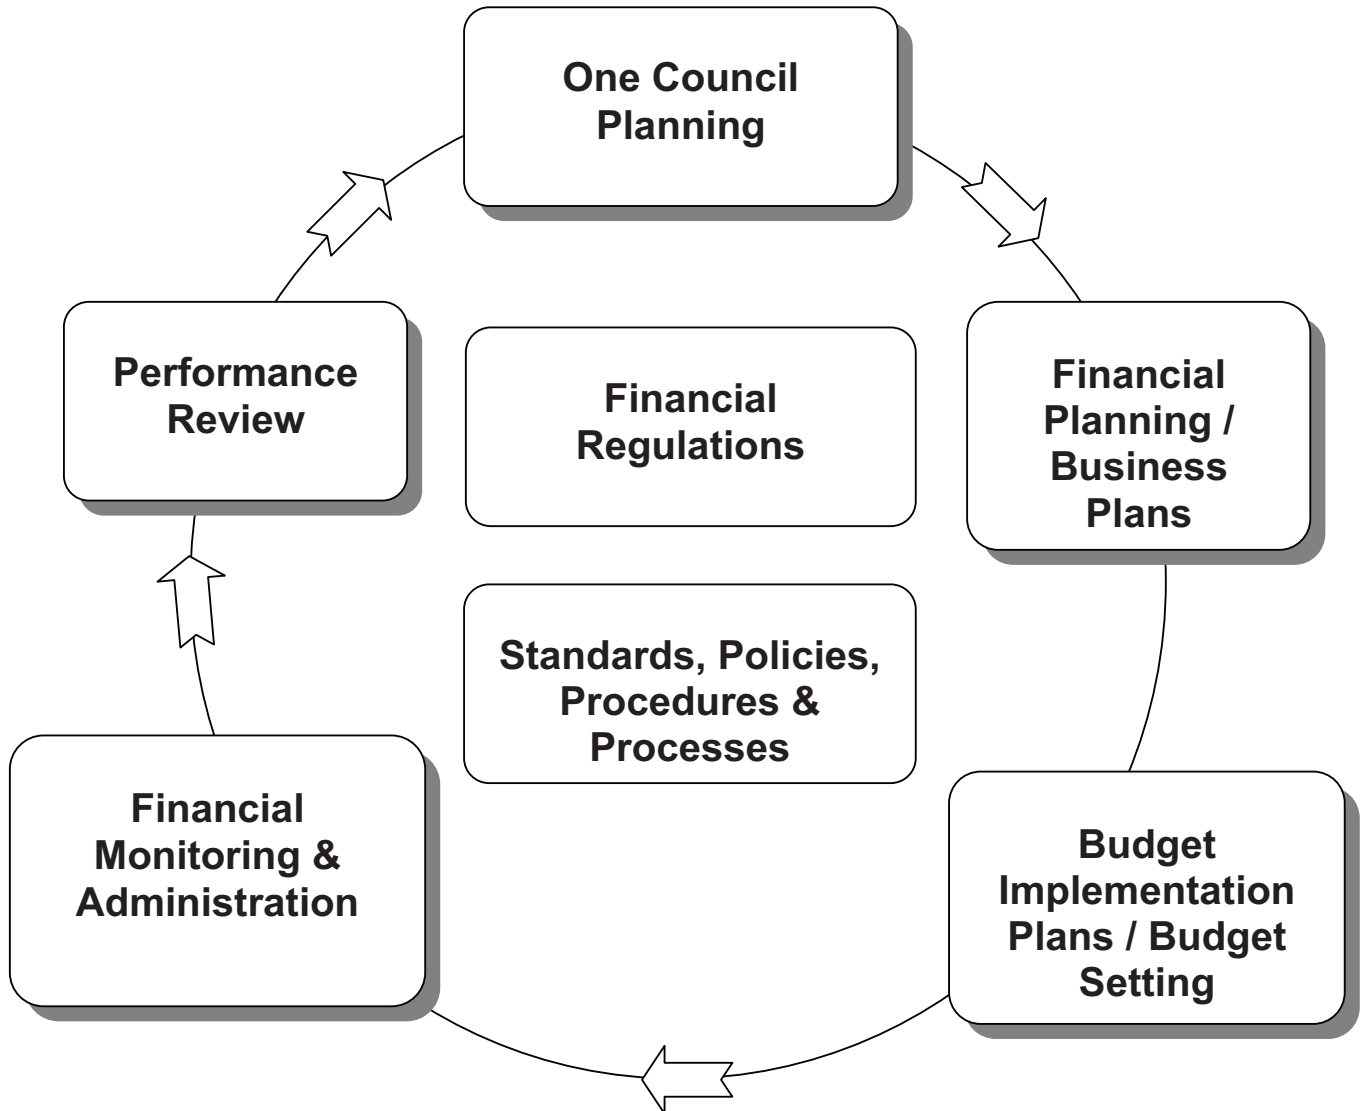 One Council
Planning
Performance
Review
Financial
Regulations
Financial
Planning /
Business
Plans
Standards, Policies,
Procedures &
Processes
Financial
Monitoring &
Administration
Budget
Implementation
Plans / Budget
Setting